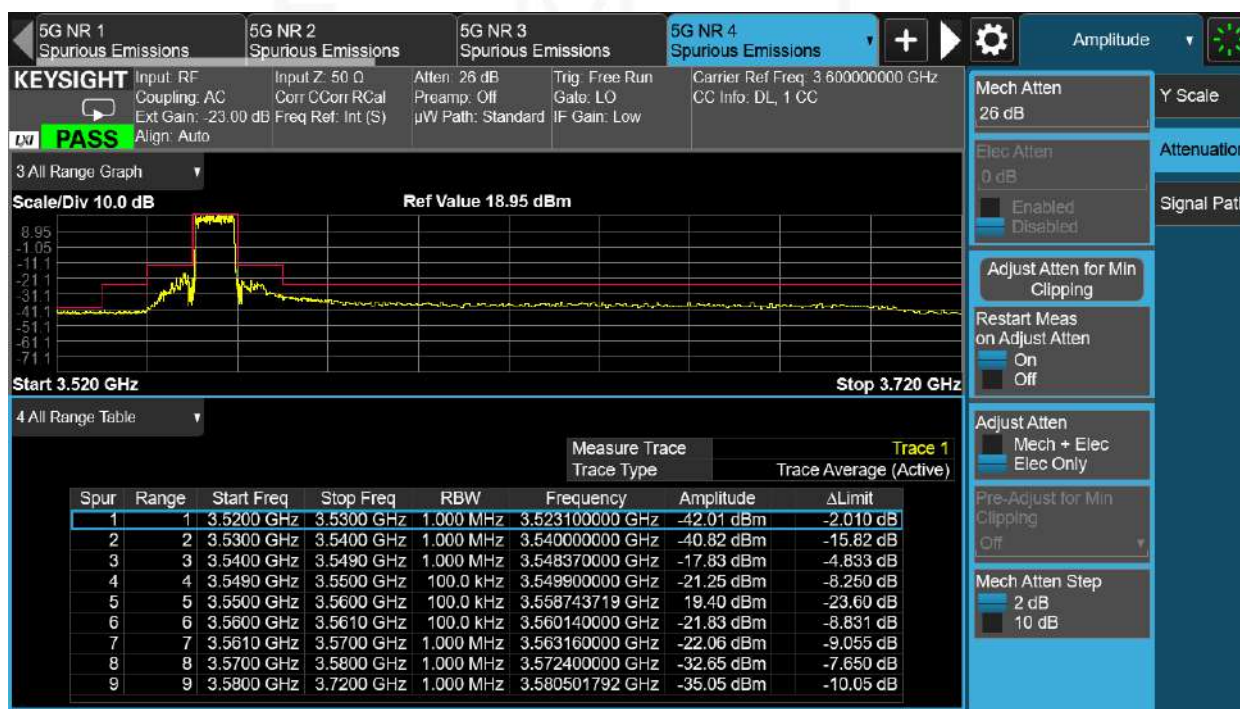 5G NR 1
Spurious Emissions
5G NR 2
Spurious Emissions
5G NR 3
Spurious Emissions
5G NR 4
Spurious Emissions
Amplitude
KEYSIGHT
LXI
PASS
Input: RF
Coupling: AC
Ext Gain: -23.00 dB
Align: Auto
Input Z: 50 Ω
Corr CCorr RCal
Freq Ref: Int (S)
Atten: 26 dB
Preamp: Off
µW Path: Standard
Trig: Free Run
Gate: LO
IF Gain: Low
Carrier Ref Freq: 3.600000000 GHz
CC Info: DL, 1 CC
3 All Range Graph
Scale/Div 10.0 dB
Ref Value 18.95 dBm
8.95
-1.05
-11.1
-21.1
-31.1
-41.1
-51.1
-61.1
-71.1
Start 3.520 GHz
Stop 3.720 GHz
4 All Range Table
Measure Trace Trace 1
Trace Type Trace Average (Active)
Spur Range Start Freq Stop Freq RBW Frequency Amplitude ΔLimit
1 1 3.5200 GHz 3.5300 GHz 1.000 MHz 3.523100000 GHz -42.01 dBm -2.010 dB
2 2 3.5300 GHz 3.5400 GHz 1.000 MHz 3.540000000 GHz -40.82 dBm -15.82 dB
3 3 3.5400 GHz 3.5490 GHz 1.000 MHz 3.548370000 GHz -17.83 dBm -4.833 dB
4 4 3.5490 GHz 3.5500 GHz 100.0 kHz 3.549900000 GHz -21.25 dBm -8.250 dB
5 5 3.5500 GHz 3.5600 GHz 100.0 kHz 3.558743719 GHz 19.40 dBm -23.60 dB
6 6 3.5600 GHz 3.5610 GHz 100.0 kHz 3.560140000 GHz -21.83 dBm -8.831 dB
7 7 3.5610 GHz 3.5700 GHz 1.000 MHz 3.563160000 GHz -22.06 dBm -9.055 dB
8 8 3.5700 GHz 3.5800 GHz 1.000 MHz 3.572400000 GHz -32.65 dBm -7.650 dB
9 9 3.5800 GHz 3.7200 GHz 1.000 MHz 3.580501792 GHz -35.05 dBm -10.05 dB
Mech Atten
26 dB
Elec Atten
0 dB
Enabled
Disabled
Adjust Atten for Min
Clipping
Restart Meas
on Adjust Atten
On
Off
Adjust Atten
Mech + Elec
Elec Only
Pre-Adjust for Min
Clipping
Off
Mech Atten Step
2 dB
10 dB
Y Scale
Attenuation
Signal Pat